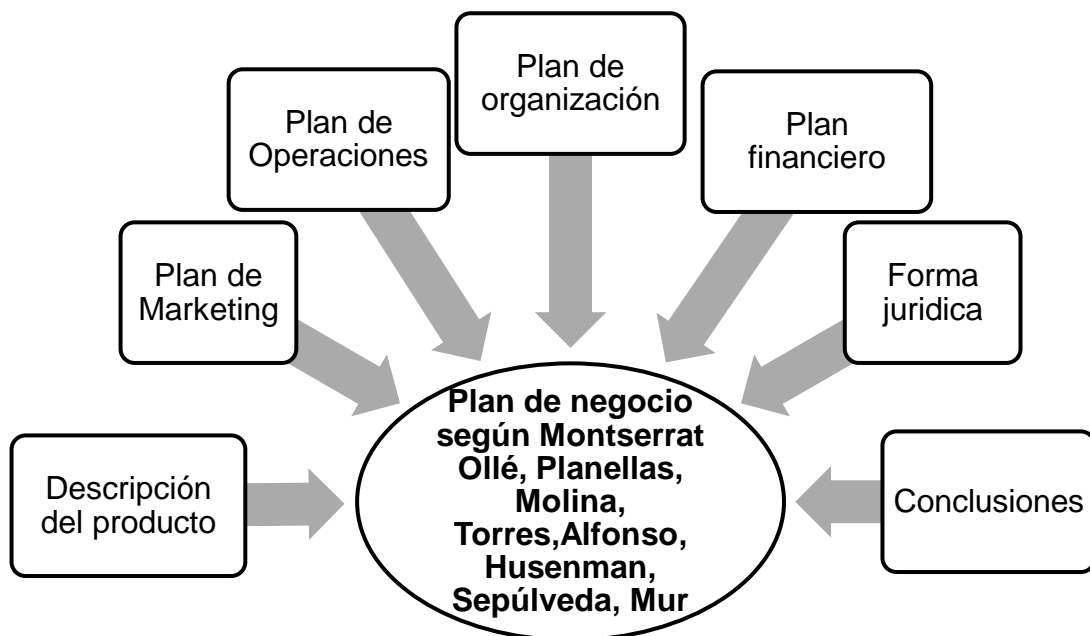 Plan de
organización
Plan de
Operaciones
Plan
financiero
Plan de
Marketing
Forma
juridica
Plan de negocio
según Montserrat
Ollé, Planellas,
Molina,
Torres,Alfonso,
Husenman,
Sepúlveda, Mur
Descripción
del producto
Conclusiones